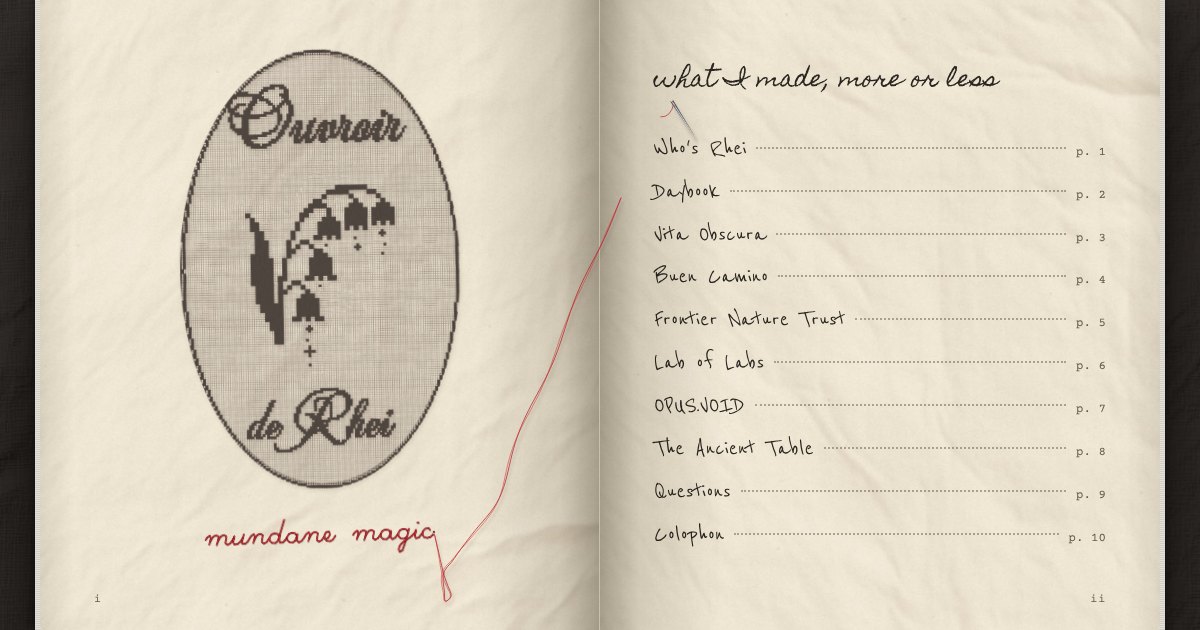 Ouvroir
de Rhei
mundane magic
i
what I made, more or less
Who's Rhei p. 1
Daybook p. 2
Vita Obscura p. 3
Buen Camino p. 4
Frontier Nature Trust p. 5
Lab of Labs p. 6
OPUS.VOID p. 7
The Ancient Table p. 8
Questions p. 9
Colophon p. 10
ii